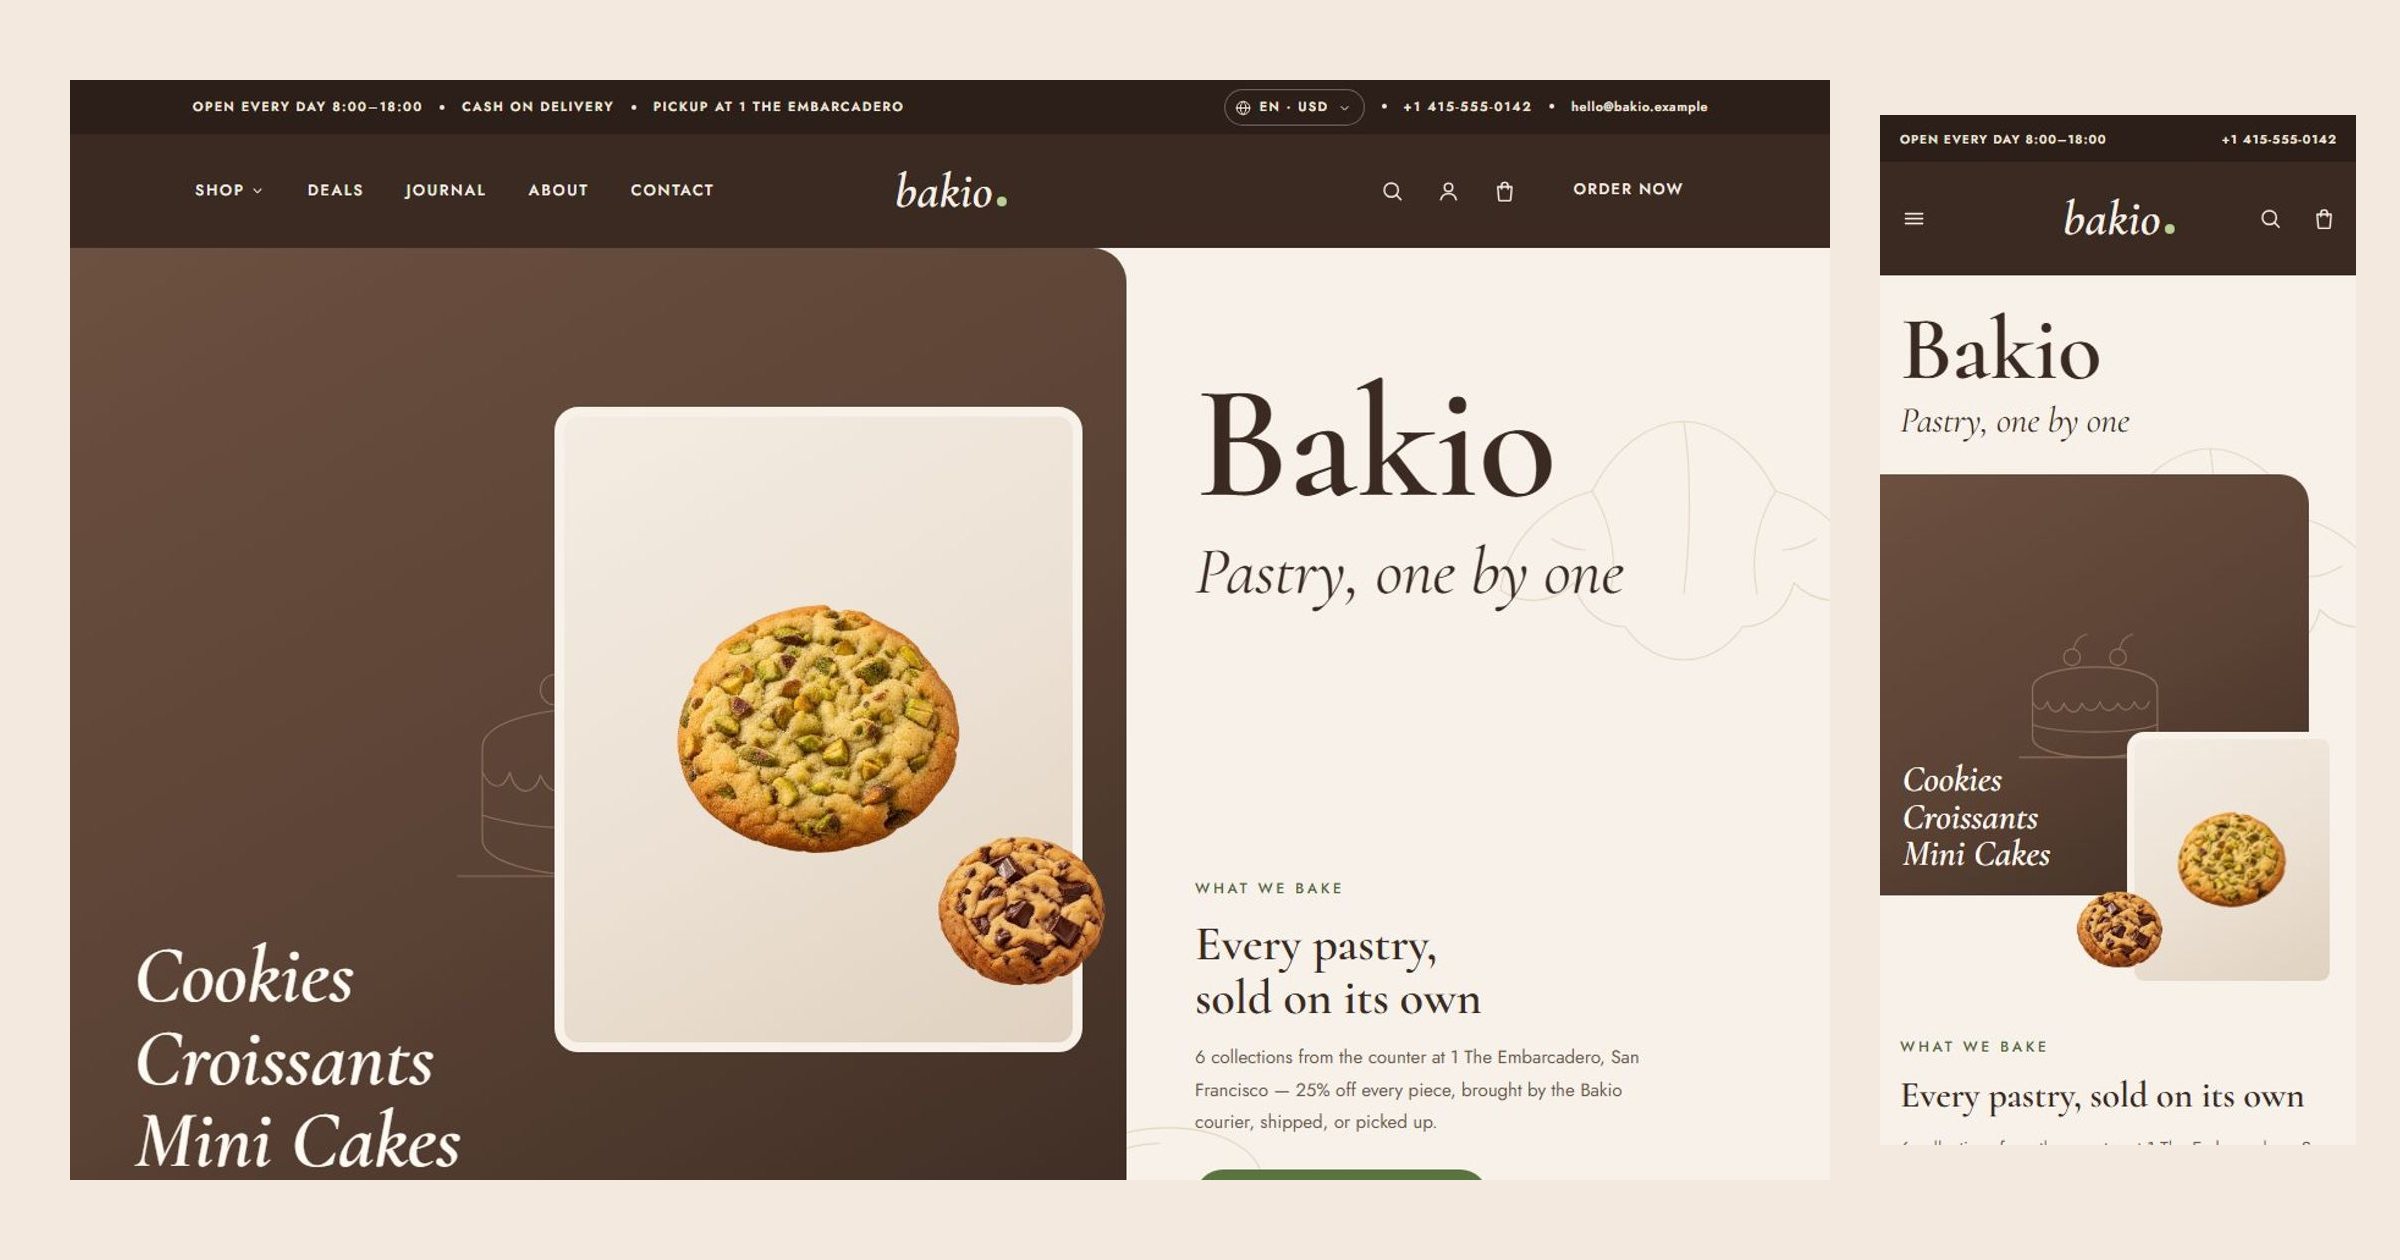 OPEN EVERY DAY 8:00–18:00 • CASH ON DELIVERY • PICKUP AT 1 THE EMBARCADERO
EN · USD • +1 415-555-0142 • hello@bakio.example
SHOP DEALS JOURNAL ABOUT CONTACT
bakio.
ORDER NOW
Cookies
Croissants
Mini Cakes
Bakio
Pastry, one by one
WHAT WE BAKE
Every pastry,
sold on its own
6 collections from the counter at 1 The Embarcadero, San
Francisco — 25% off every piece, brought by the Bakio
courier, shipped, or picked up.
OPEN EVERY DAY 8:00–18:00
+1 415-555-0142
bakio.
Bakio
Pastry, one by one
Cookies
Croissants
Mini Cakes
WHAT WE BAKE
Every pastry, sold on its own